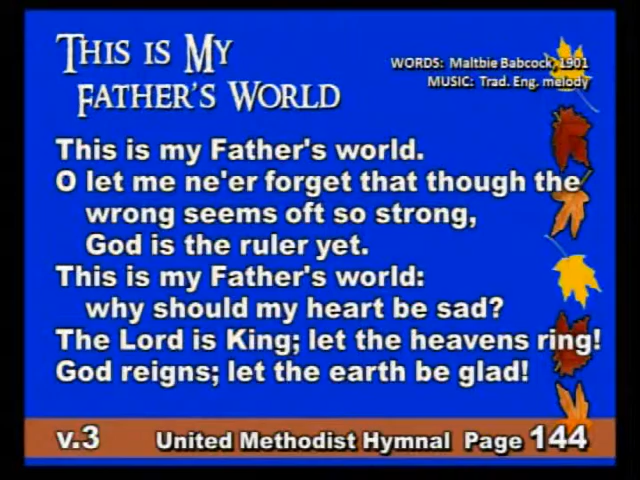 THIS IS MY
FATHER'S WORLD
WORDS: Maltbie Babcock, 1901
MUSIC: Trad. Eng. melody
This is my Father's world.
O let me ne'er forget that though the
wrong seems oft so strong,
God is the ruler yet.
This is my Father's world:
why should my heart be sad?
The Lord is King; let the heavens ring!
God reigns; let the earth be glad!
v.3 United Methodist Hymnal Page 144